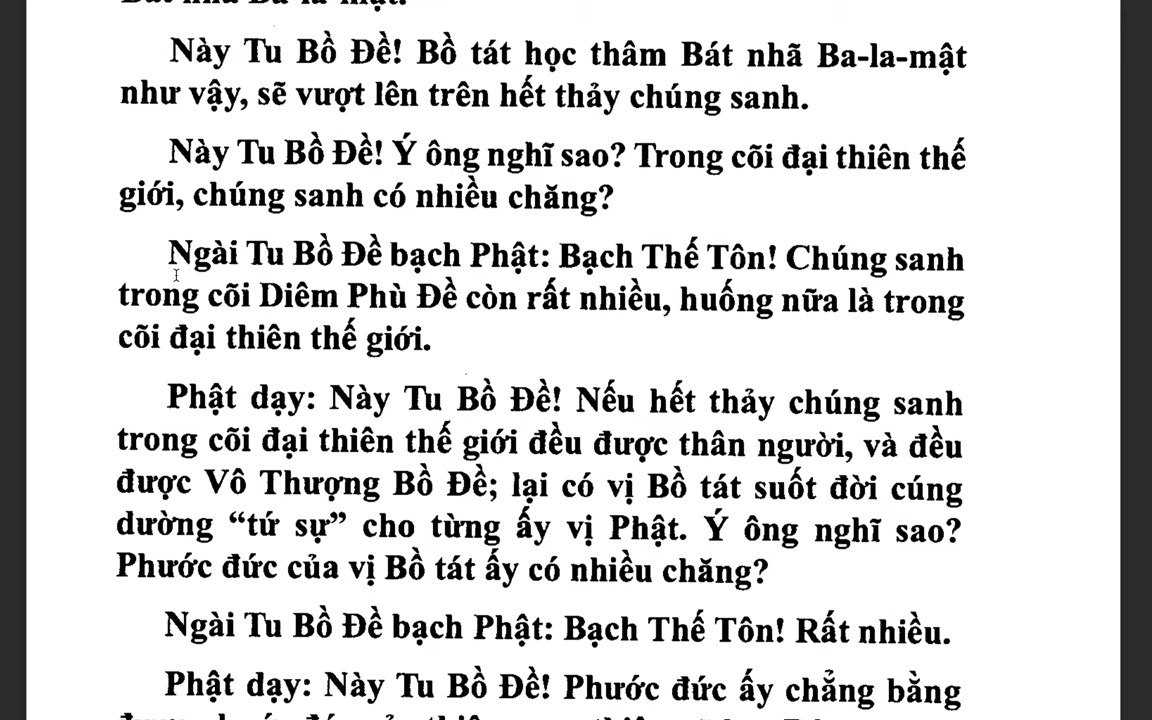 Này Tu Bồ Đề! Bồ tát học thâm Bát nhã Ba-la-mật
như vậy, sẽ vượt lên trên hết thảy chúng sanh.
Này Tu Bồ Đề! Ý ông nghĩ sao? Trong cõi đại thiên thế
giới, chúng sanh có nhiều chăng?
Ngài Tu Bồ Đề bạch Phật: Bạch Thế Tôn! Chúng sanh
trong cõi Diêm Phù Đề còn rất nhiều, huống nữa là trong
cõi đại thiên thế giới.
Phật dạy: Này Tu Bồ Đề! Nếu hết thảy chúng sanh
trong cõi đại thiên thế giới đều được thân người, và đều
được Vô Thượng Bồ Đề; lại có vị Bồ tát suốt đời cúng
dường “tứ sự” cho từng ấy vị Phật. Ý ông nghĩ sao?
Phước đức của vị Bồ tát ấy có nhiều chăng?
Ngài Tu Bồ Đề bạch Phật: Bạch Thế Tôn! Rất nhiều.
Phật dạy: Này Tu Bồ Đề! Phước đức ấy chẳng bằng